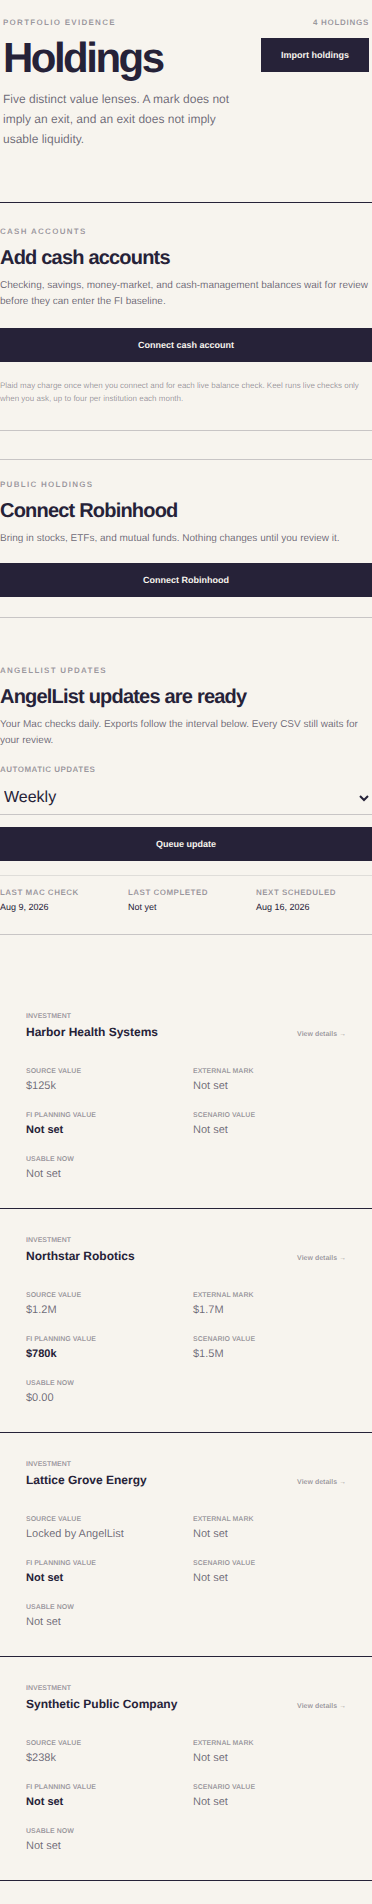 PORTFOLIO EVIDENCE
4 HOLDINGS
Holdings
Import holdings
Five distinct value lenses. A mark does not
imply an exit, and an exit does not imply
usable liquidity.
CASH ACCOUNTS
Add cash accounts
Checking, savings, money-market, and cash-management balances wait for review
before they can enter the FI baseline.
Connect cash account
Plaid may charge once when you connect and for each live balance check. Keel runs live checks only
when you ask, up to four per institution each month.
PUBLIC HOLDINGS
Connect Robinhood
Bring in stocks, ETFs, and mutual funds. Nothing changes until you review it.
Connect Robinhood
ANGELLIST UPDATES
AngelList updates are ready
Your Mac checks daily. Exports follow the interval below. Every CSV still waits for
your review.
AUTOMATIC UPDATES
Weekly
Queue update
LAST MAC CHECK LAST COMPLETED NEXT SCHEDULED
Aug 9, 2026 Not yet Aug 16, 2026
INVESTMENT
Harbor Health Systems View details →
SOURCE VALUE EXTERNAL MARK
$125k Not set
FI PLANNING VALUE SCENARIO VALUE
Not set Not set
USABLE NOW
Not set
INVESTMENT
Northstar Robotics View details →
SOURCE VALUE EXTERNAL MARK
$1.2M $1.7M
FI PLANNING VALUE SCENARIO VALUE
$780k $1.5M
USABLE NOW
$0.00
INVESTMENT
Lattice Grove Energy View details →
SOURCE VALUE EXTERNAL MARK
Locked by AngelList Not set
FI PLANNING VALUE SCENARIO VALUE
Not set Not set
USABLE NOW
Not set
INVESTMENT
Synthetic Public Company View details →
SOURCE VALUE EXTERNAL MARK
$238k Not set
FI PLANNING VALUE SCENARIO VALUE
Not set Not set
USABLE NOW
Not set